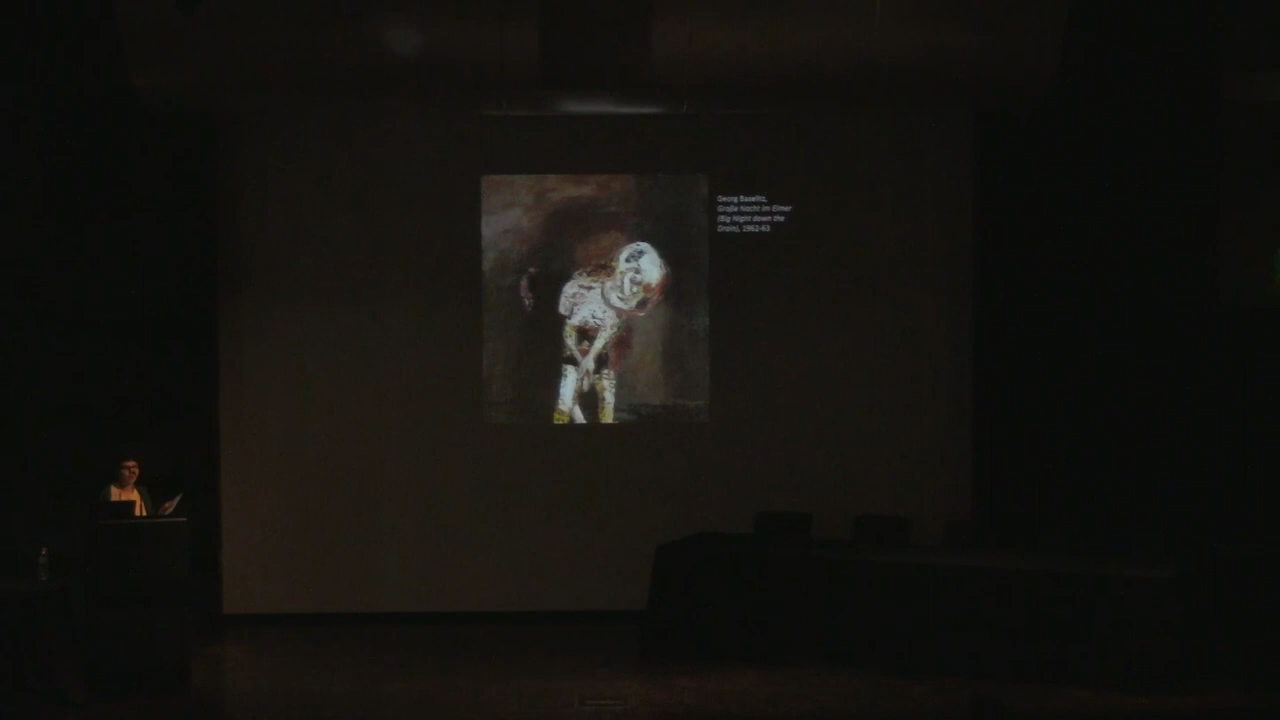 Georg Baselitz,
Große Nacht im Eimer
(Big Night down the
Drain), 1962-63